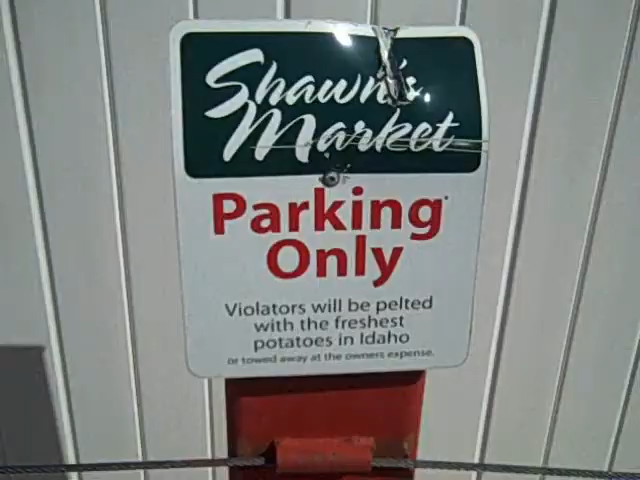 Shawn's
Market
Parking
Only
Violators will be pelted
with the freshest
potatoes in Idaho
or towed away at the owners expense.